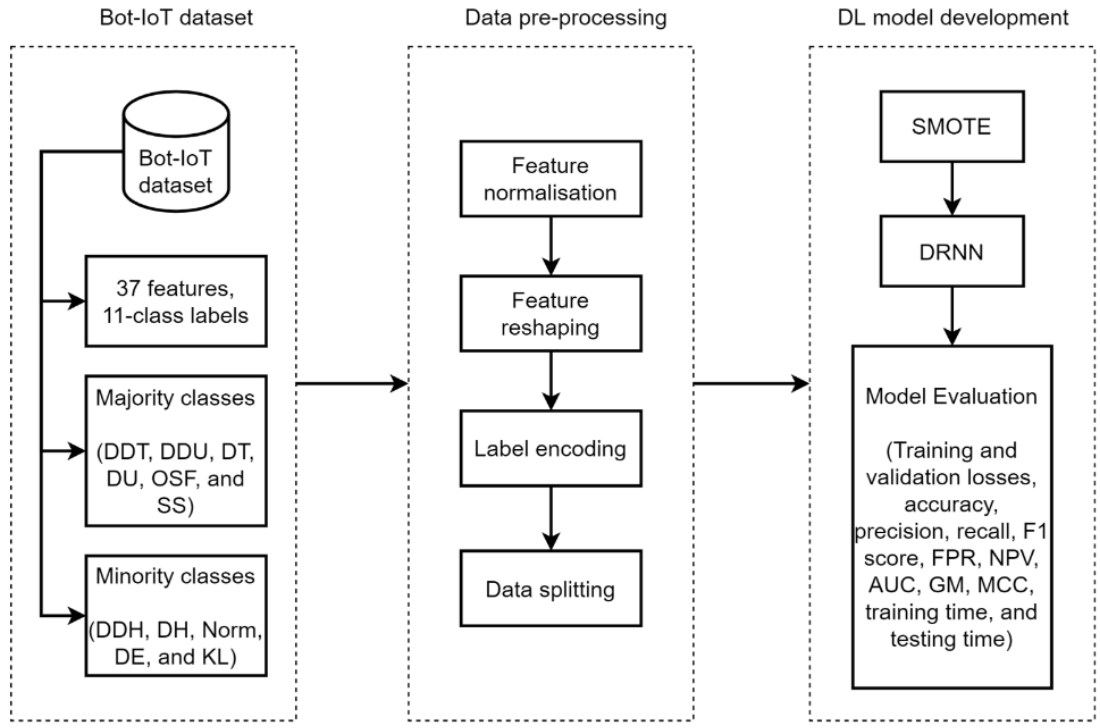 Bot-IoT dataset
Bot-IoT
dataset
37 features,
11-class labels
Majority classes
(DDT, DDU, DT,
DU, OSF, and
SS)
Minority classes
(DDH, DH, Norm,
DE, and KL)
Data pre-processing
Feature
normalisation
Feature
reshaping
Label encoding
Data splitting
DL model development
SMOTE
DRNN
Model Evaluation
(Training and
validation losses,
accuracy,
precision, recall, F1
score, FPR, NPV,
AUC, GM, MCC,
training time, and
testing time)